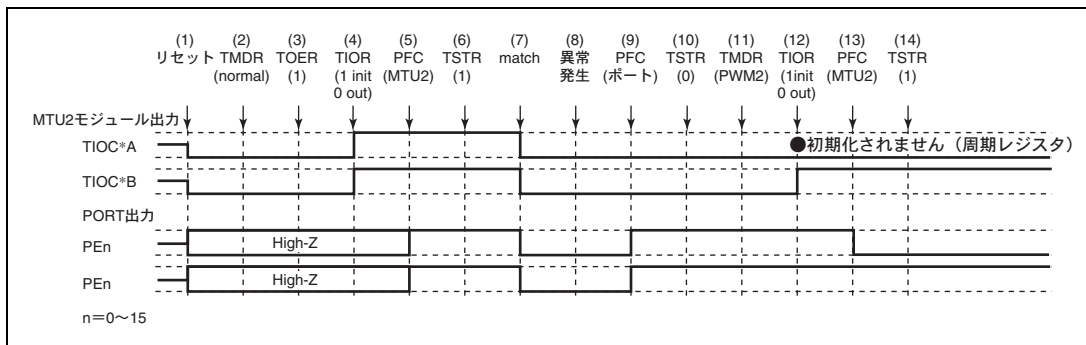 (1) (2) (3) (4) (5) (6) (7) (8) (9) (10) (11) (12) (13) (14)
リセット TMDR TOER TIOR PFC TSTR match 異常 PFC TSTR TMDR TIOR PFC TSTR
(normal) (1) (1 init (MTU2) (1) 発生 (ポート) (0) (PWM2) (1init (MTU2) (1)
0 out) 0 out)
MTU2モジュール出力
TIOC*A ●初期化されません（周期レジスタ）
TIOC*B
PORT出力
PEn High-Z
PEn High-Z
n＝0～15